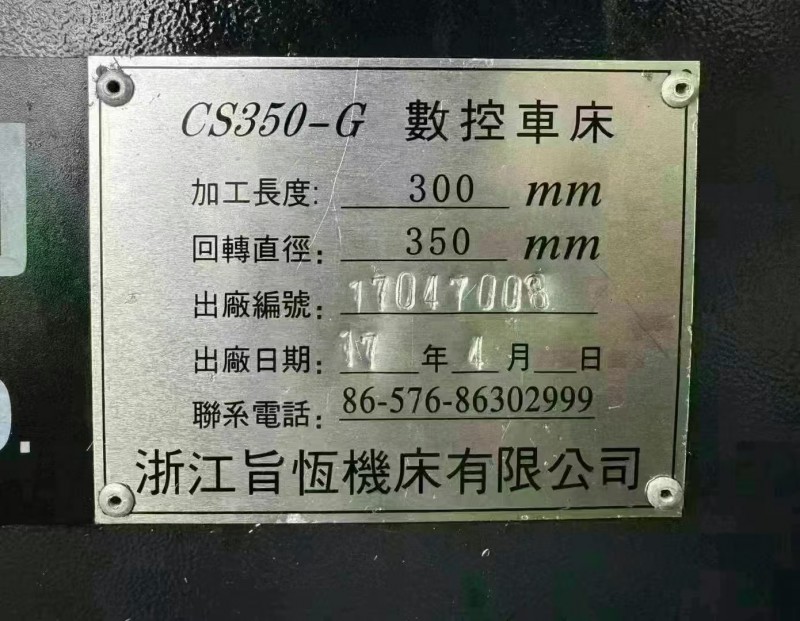 CS350-G 數控車床
加工長度: 300 mm
回轉直徑: 350 mm
出廠編號: 17047008
出廠日期: 17 年 4 月 日
聯系電話: 86-576-86302999
浙江旨恆機床有限公司